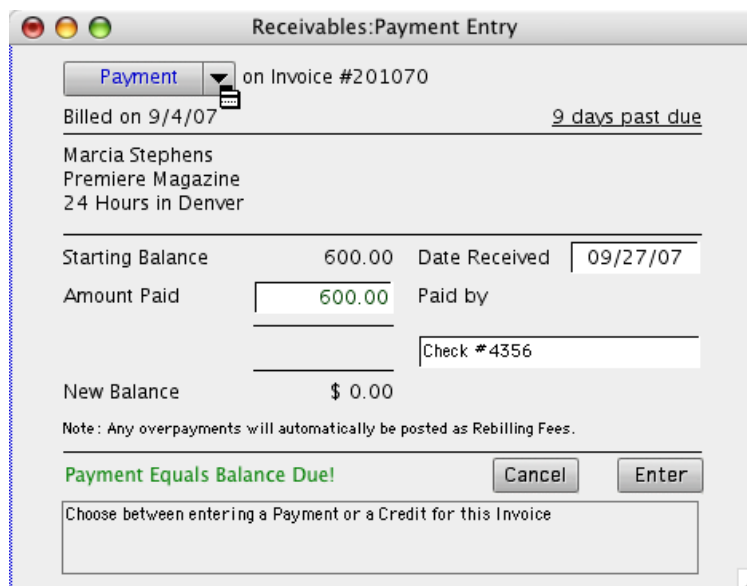 Receivables:Payment Entry
Payment on Invoice #201070
Billed on 9/4/07 9 days past due
Marcia Stephens
Premiere Magazine
24 Hours in Denver
Starting Balance 600.00 Date Received 09/27/07
Amount Paid 600.00 Paid by
Check #4356
New Balance $ 0.00
Note: Any overpayments will automatically be posted as Rebilling Fees.
Payment Equals Balance Due! Cancel Enter
Choose between entering a Payment or a Credit for this Invoice